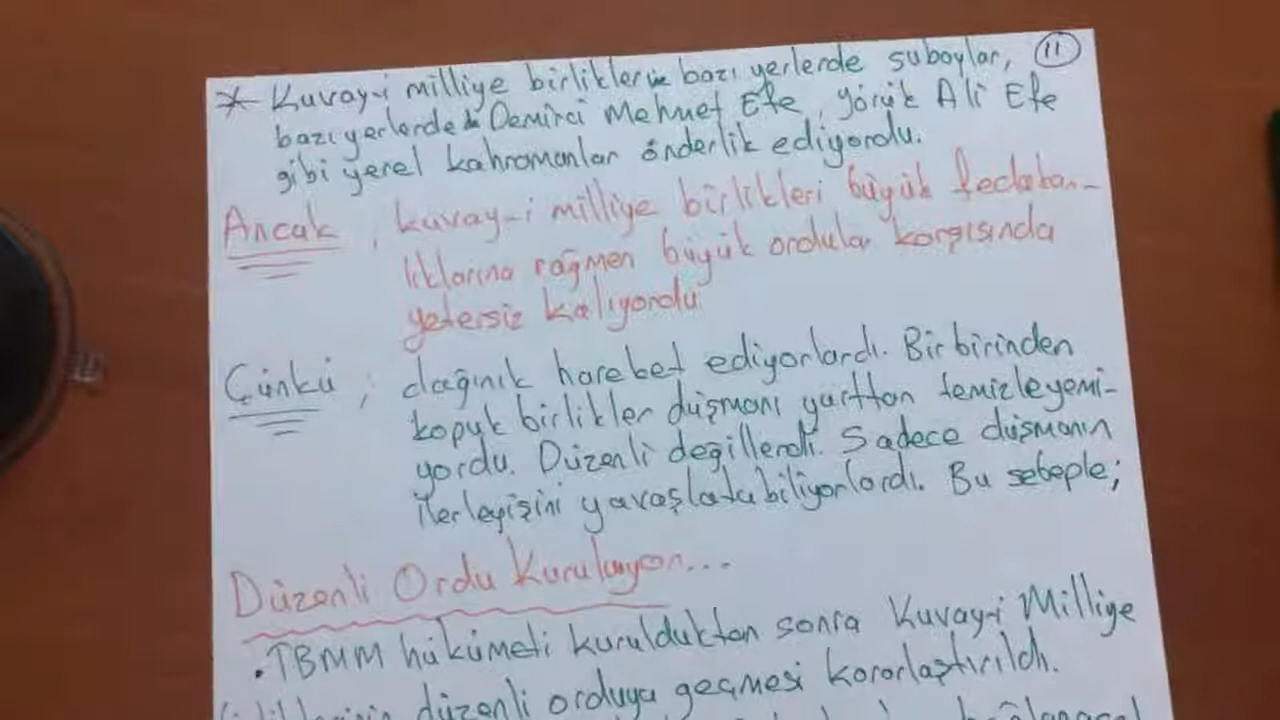 * Kuvay-i milliye birliklerine bazı yerlerde subaylar, 11
bazı yerlerde de Demirci Mehmet Efe, Yörük Ali Efe
gibi yerel kahramanlar önderlik ediyordu.
Ancak, kuvay-i milliye birlikleri büyük fedakar-
lıklarına rağmen büyük ordular karşısında
yetersiz kalıyordu
Çünkü; dağınık hareket ediyorlardı. Birbirinden
kopuk birlikler düşmanı yurttan temizleyemi-
yordu. Düzenli değillerdi. Sadece düşmanın
ilerleyişini yavaşlatabiliyorlardı. Bu sebeple;
Düzenli Ordu Kuruluyor...
.TBMM hükümeti kurulduktan sonra Kuvay-i Milliye
düzenli orduya geçmesi kararlaştırıldı.